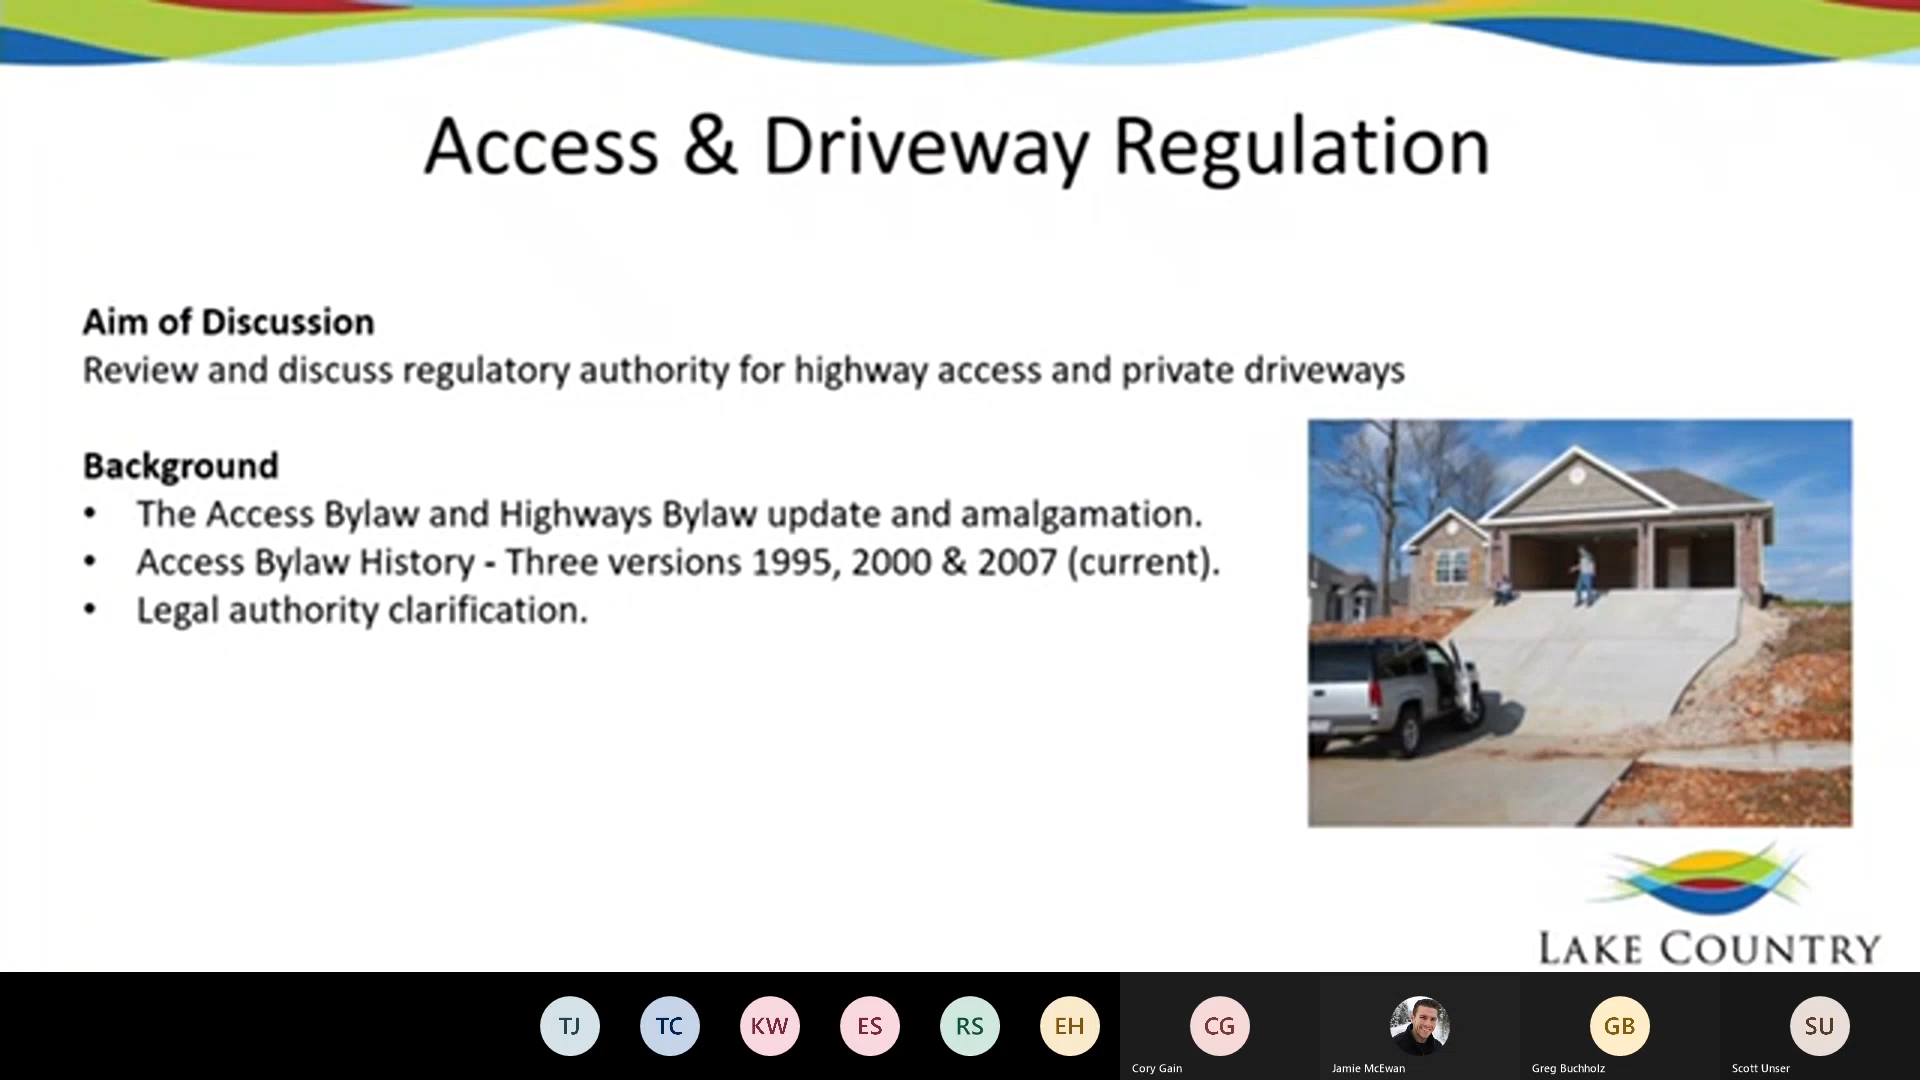 Access & Driveway Regulation
Aim of Discussion
Review and discuss regulatory authority for highway access and private driveways
Background
• The Access Bylaw and Highways Bylaw update and amalgamation.
• Access Bylaw History - Three versions 1995, 2000 & 2007 (current).
• Legal authority clarification.
LAKE COUNTRY
TJ TC KW ES RS EH CG GB SU
Cory Gain Jamie McEwan Greg Buchholz Scott Unser